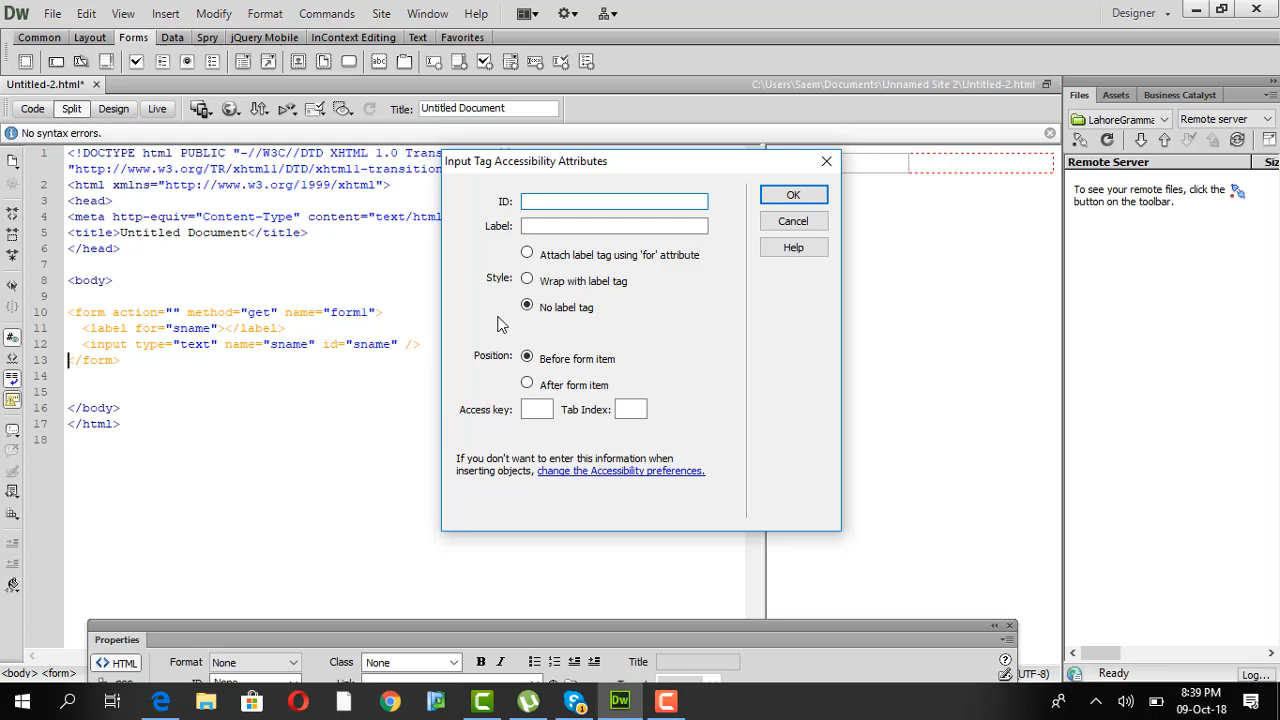 Dw File Edit View Insert Modify Format Commands Site Window Help Designer
Common Layout Forms Data Spry jQuery Mobile InContext Editing Text Favorites
Untitled-2.html* C:\Users\Saem\Documents\Unnamed Site 2\Untitled-2.html
Code Split Design Live Title: Untitled Document
No syntax errors.
1 <!DOCTYPE html PUBLIC "-//W3C//DTD XHTML 1.0 Trans
"http://www.w3.org/TR/xhtml1/DTD/xhtml1-transition
2 <html xmlns="http://www.w3.org/1999/xhtml">
3 <head>
4 <meta http-equiv="Content-Type" content="text/html
5 <title>Untitled Document</title>
6 </head>
7
8 <body>
9
10 <form action="" method="get" name="form1">
11 <label for="sname"></label>
12 <input type="text" name="sname" id="sname" />
13 </form>
14
15
16 </body>
17 </html>
18
Input Tag Accessibility Attributes
ID:
Label:
Attach label tag using 'for' attribute
Style: Wrap with label tag
No label tag
Position: Before form item
After form item
Access key: Tab Index:
If you don't want to enter this information when
inserting objects, change the Accessibility preferences.
OK
Cancel
Help
Files Assets Business Catalyst
LahoreGramme Remote server
Remote Server Siz
To see your remote files, click the
button on the toolbar.
Properties
<> HTML Format None Class None B I Title
CSS ID None Link
<body> <form> (UTF-8) Ready Log...
8:39 PM
09-Oct-18